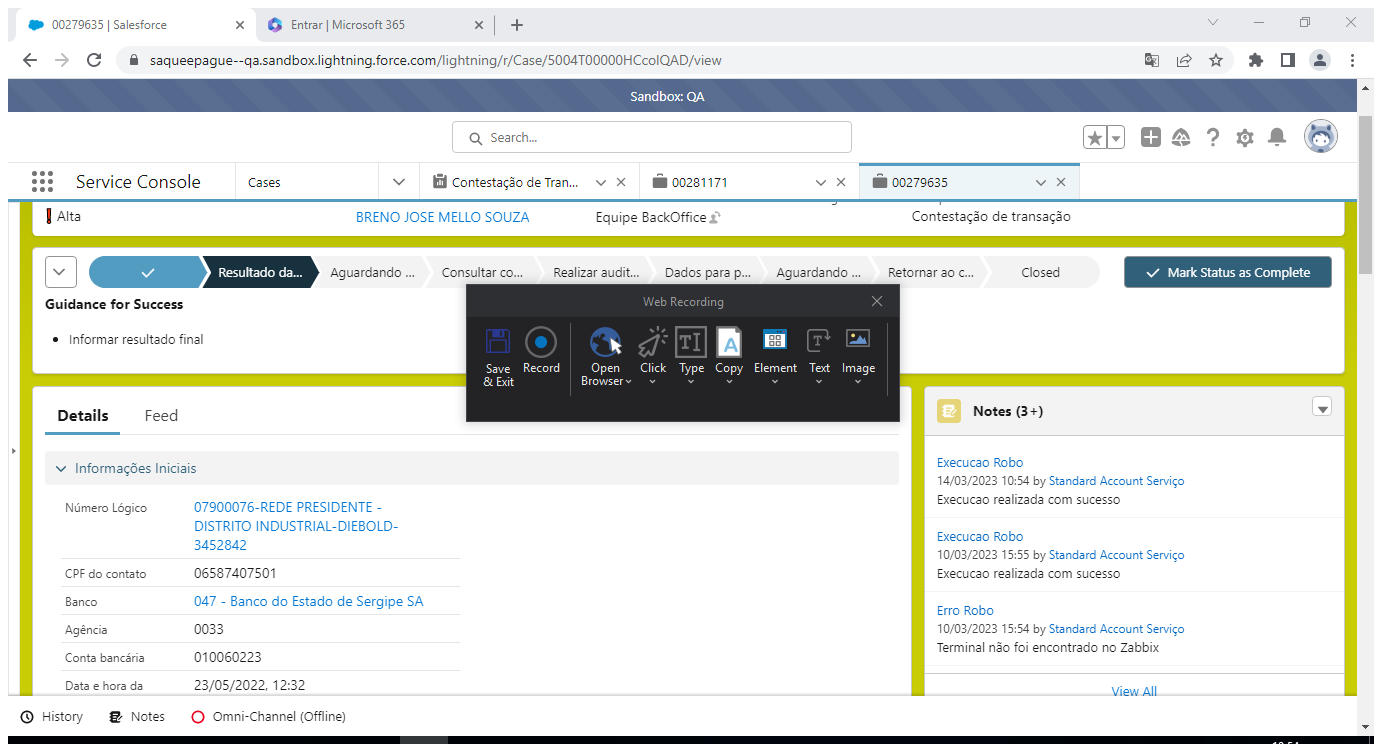 00279635 | Salesforce
Entrar | Microsoft 365
saqueepague--qa.sandbox.lightning.force.com/lightning/r/Case/5004T00000HCcoIQAD/view
Sandbox: QA
Search...
Service Console
Cases
Contestação de Tran...
00281171
00279635
Alta
BRENO JOSE MELLO SOUZA
Equipe BackOffice
Contestação de transação
Resultado da...
Aguardando ...
Consultar co...
Realizar audit...
Dados para p...
Aguardando ...
Retornar ao c...
Closed
Mark Status as Complete
Guidance for Success
Informar resultado final
Web Recording
Save
& Exit
Record
Open
Browser
Click
Type
Copy
Element
Text
Image
Details
Feed
Informações Iniciais
Número Lógico
07900076-REDE PRESIDENTE -
DISTRITO INDUSTRIAL-DIEBOLD-
3452842
CPF do contato
06587407501
Banco
047 - Banco do Estado de Sergipe SA
Agência
0033
Conta bancária
010060223
Data e hora da
23/05/2022, 12:32
Notes (3+)
Execucao Robo
14/03/2023 10:54 by Standard Account Serviço
Execucao realizada com sucesso
Execucao Robo
10/03/2023 15:55 by Standard Account Serviço
Execucao realizada com sucesso
Erro Robo
10/03/2023 15:54 by Standard Account Serviço
Terminal não foi encontrado no Zabbix
View All
History
Notes
Omni-Channel (Offline)